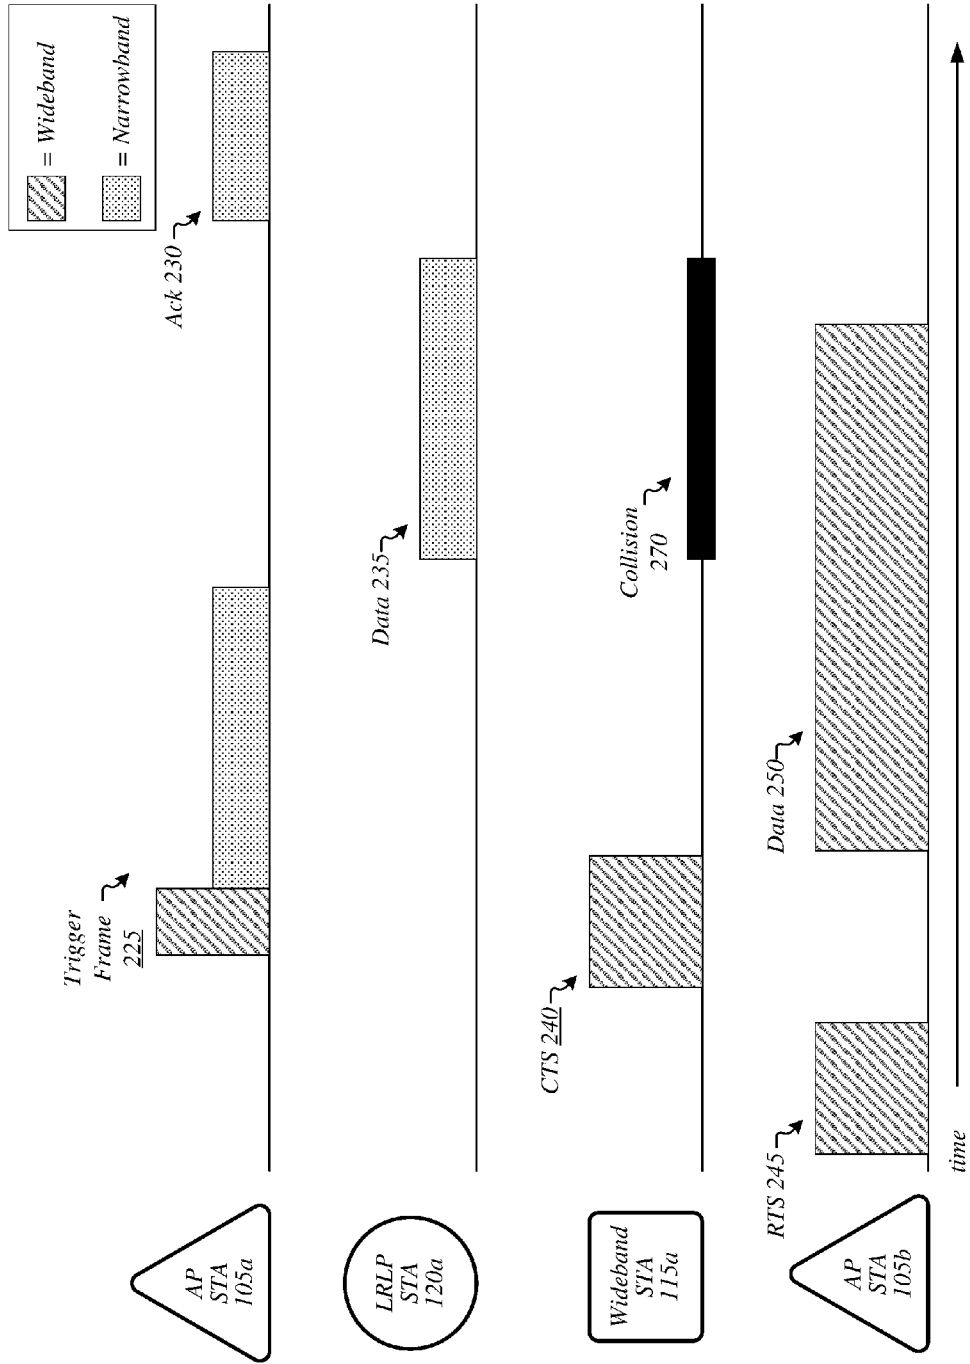 = Wideband
= Narrowband
Trigger
Frame
225
Ack 230
AP
STA
105a
Data 235
LRLP
STA
120a
CTS 240
Collision
270
Wideband
STA
115a
RTS 245
Data 250
AP
STA
105b
time